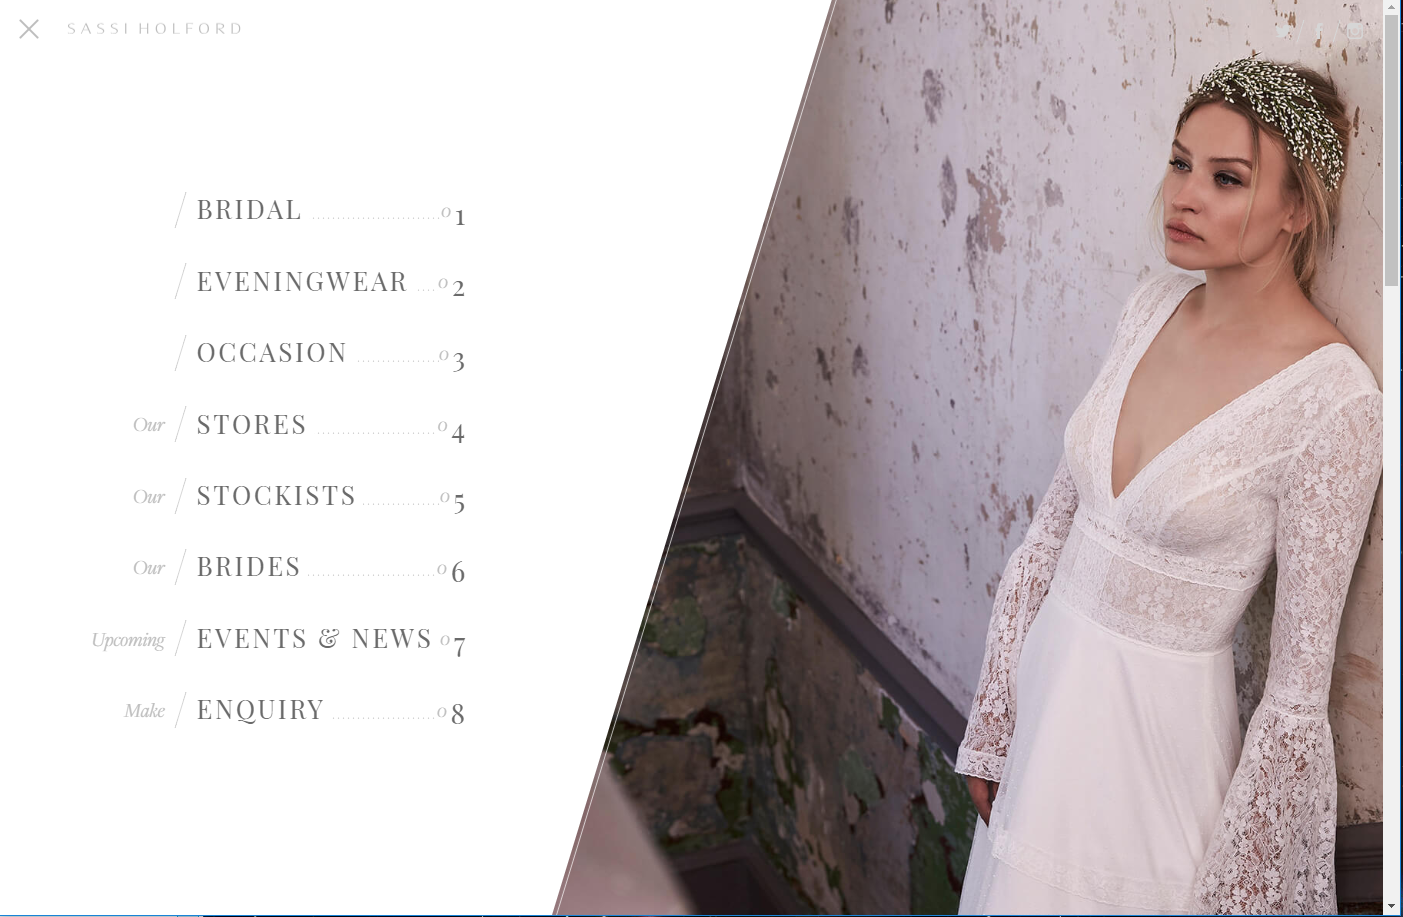 SASSI HOLFORD
BRIDAL ........................ 01
EVENINGWEAR .... 02
OCCASION ................ 03
Our / STORES ....................... 04
Our / STOCKISTS ............... 05
Our / BRIDES ......................... 06
Upcoming / EVENTS & NEWS 07
Make / ENQUIRY .................... 08